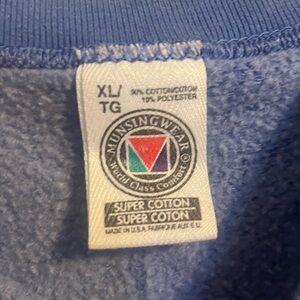 XL/ 90% COTTON/COTON
TG 10% POLYESTER
MUNSINGWEAR
World Class Comfort ®
SUPER COTTON
SUPER COTON
MADE IN U.S.A. FABRIQUE AUX E.U.